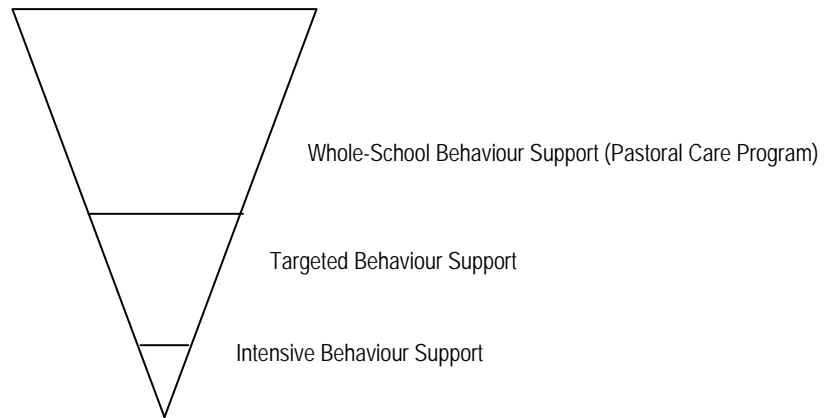 Whole-School Behaviour Support (Pastoral Care Program)
Targeted Behaviour Support
Intensive Behaviour Support